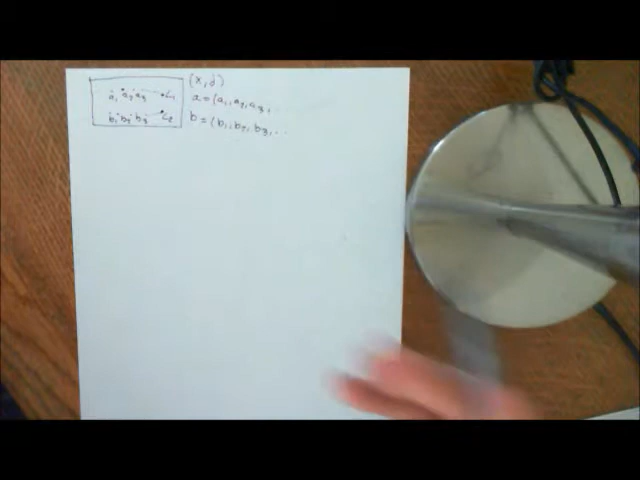 (X, d)
a = (a₁, a₂, a₃,
b = (b₁, b₂, b₃, ...
a₁ a₂ a₃ L₁
b₁ b₂ b₃ L₂